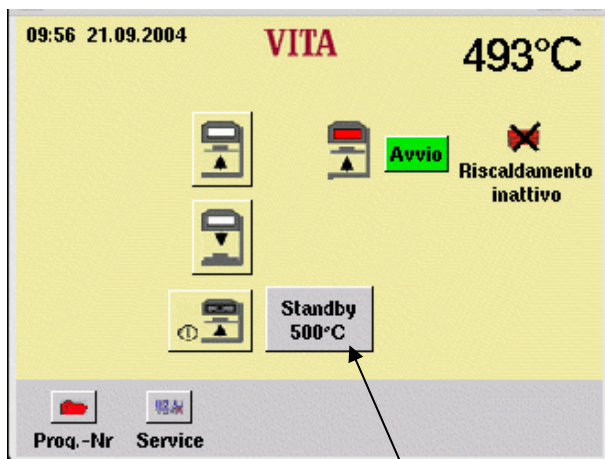 09:56 21.09.2004
VITA
493°C
Avvio
Riscaldamento
inattivo
Standby
500°C
Prog.-Nr
Service